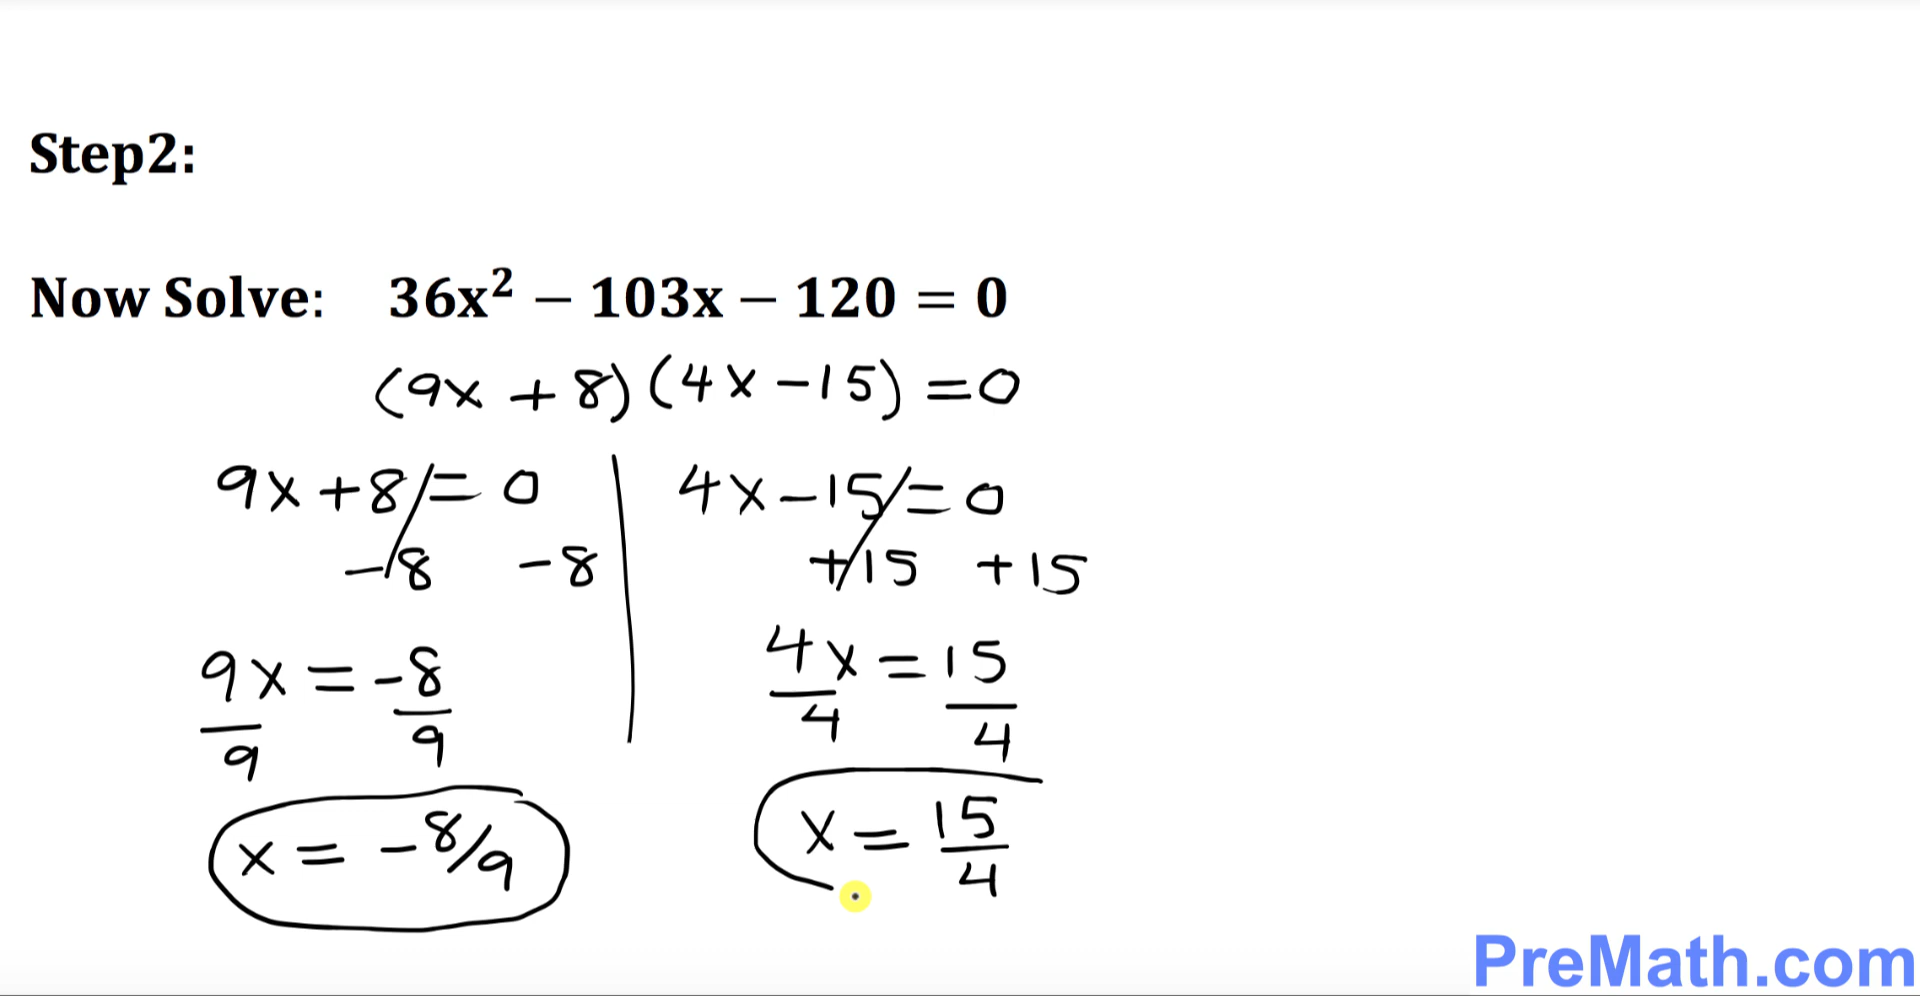 Step2:
Now Solve: 36x² – 103x – 120 = 0
(9x + 8)(4x – 15) = 0
9x + 8 = 0
– 8 – 8
9x = – 8
9 9
x = – 8/9
4x – 15 = 0
+ 15 + 15
4x = 15
4 4
x = 15
4
PreMath.com